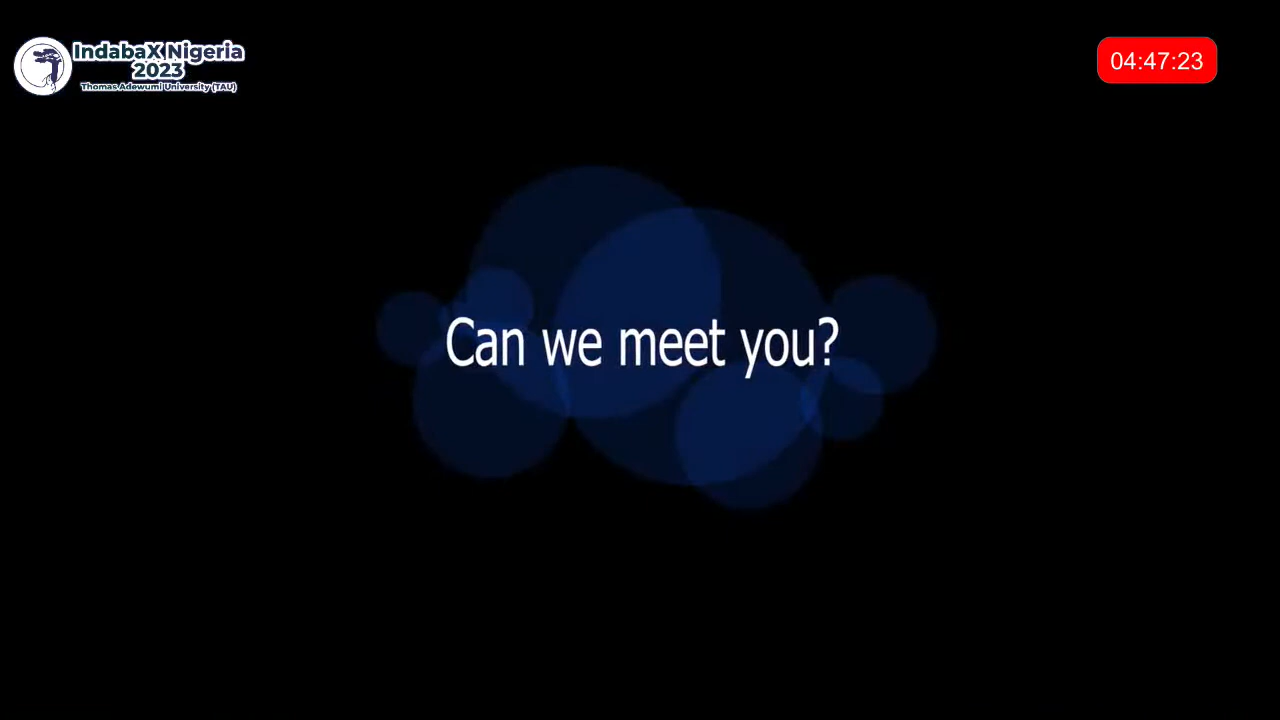 IndabaX Nigeria
2023
Thomas Adewumi University (TAU)
04:47:23
Can we meet you?